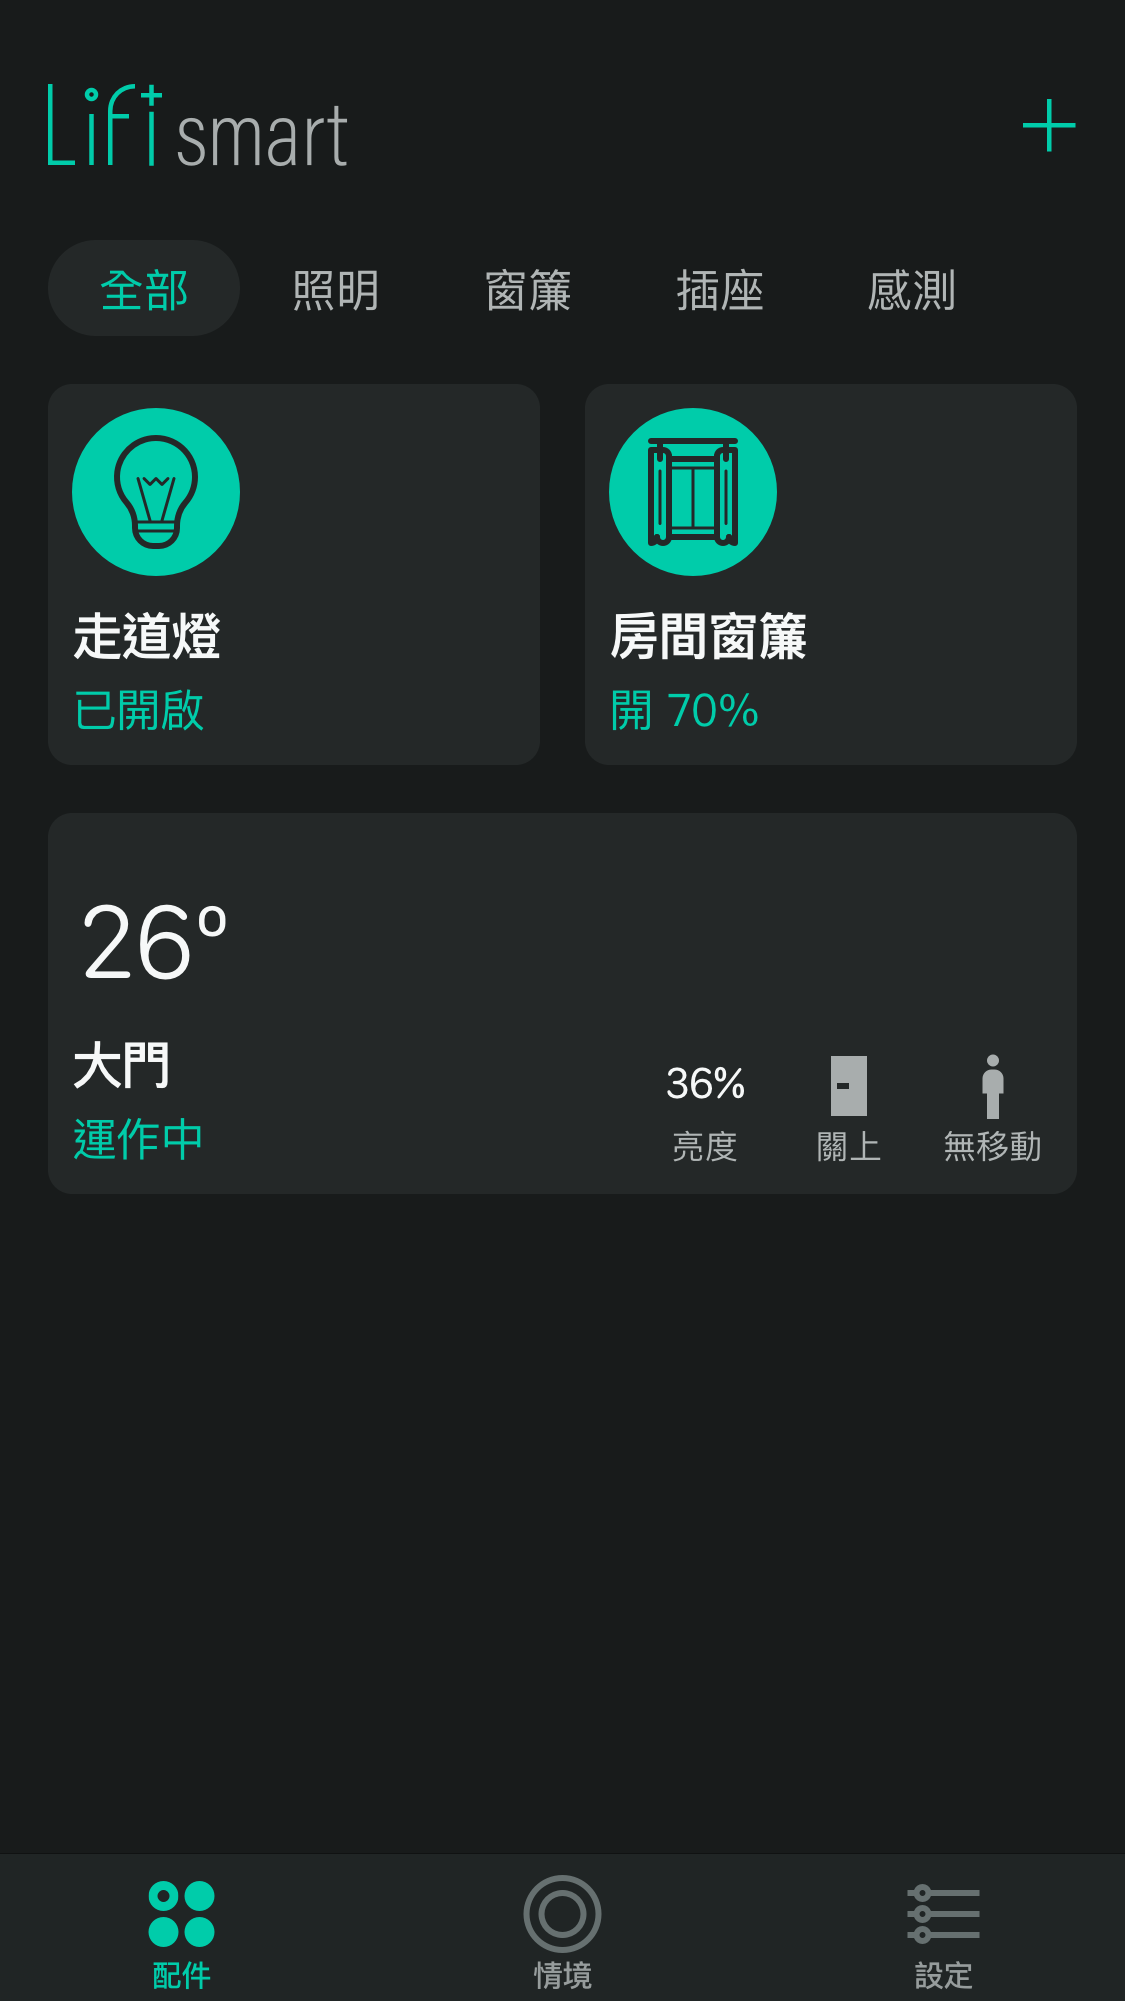 Lifi+ smart
全部 照明 窗簾 插座 感測
走道燈
已開啟
房間窗簾
開 70%
26º
大門
運作中
36%
亮度 關上 無移動
配件 情境 設定